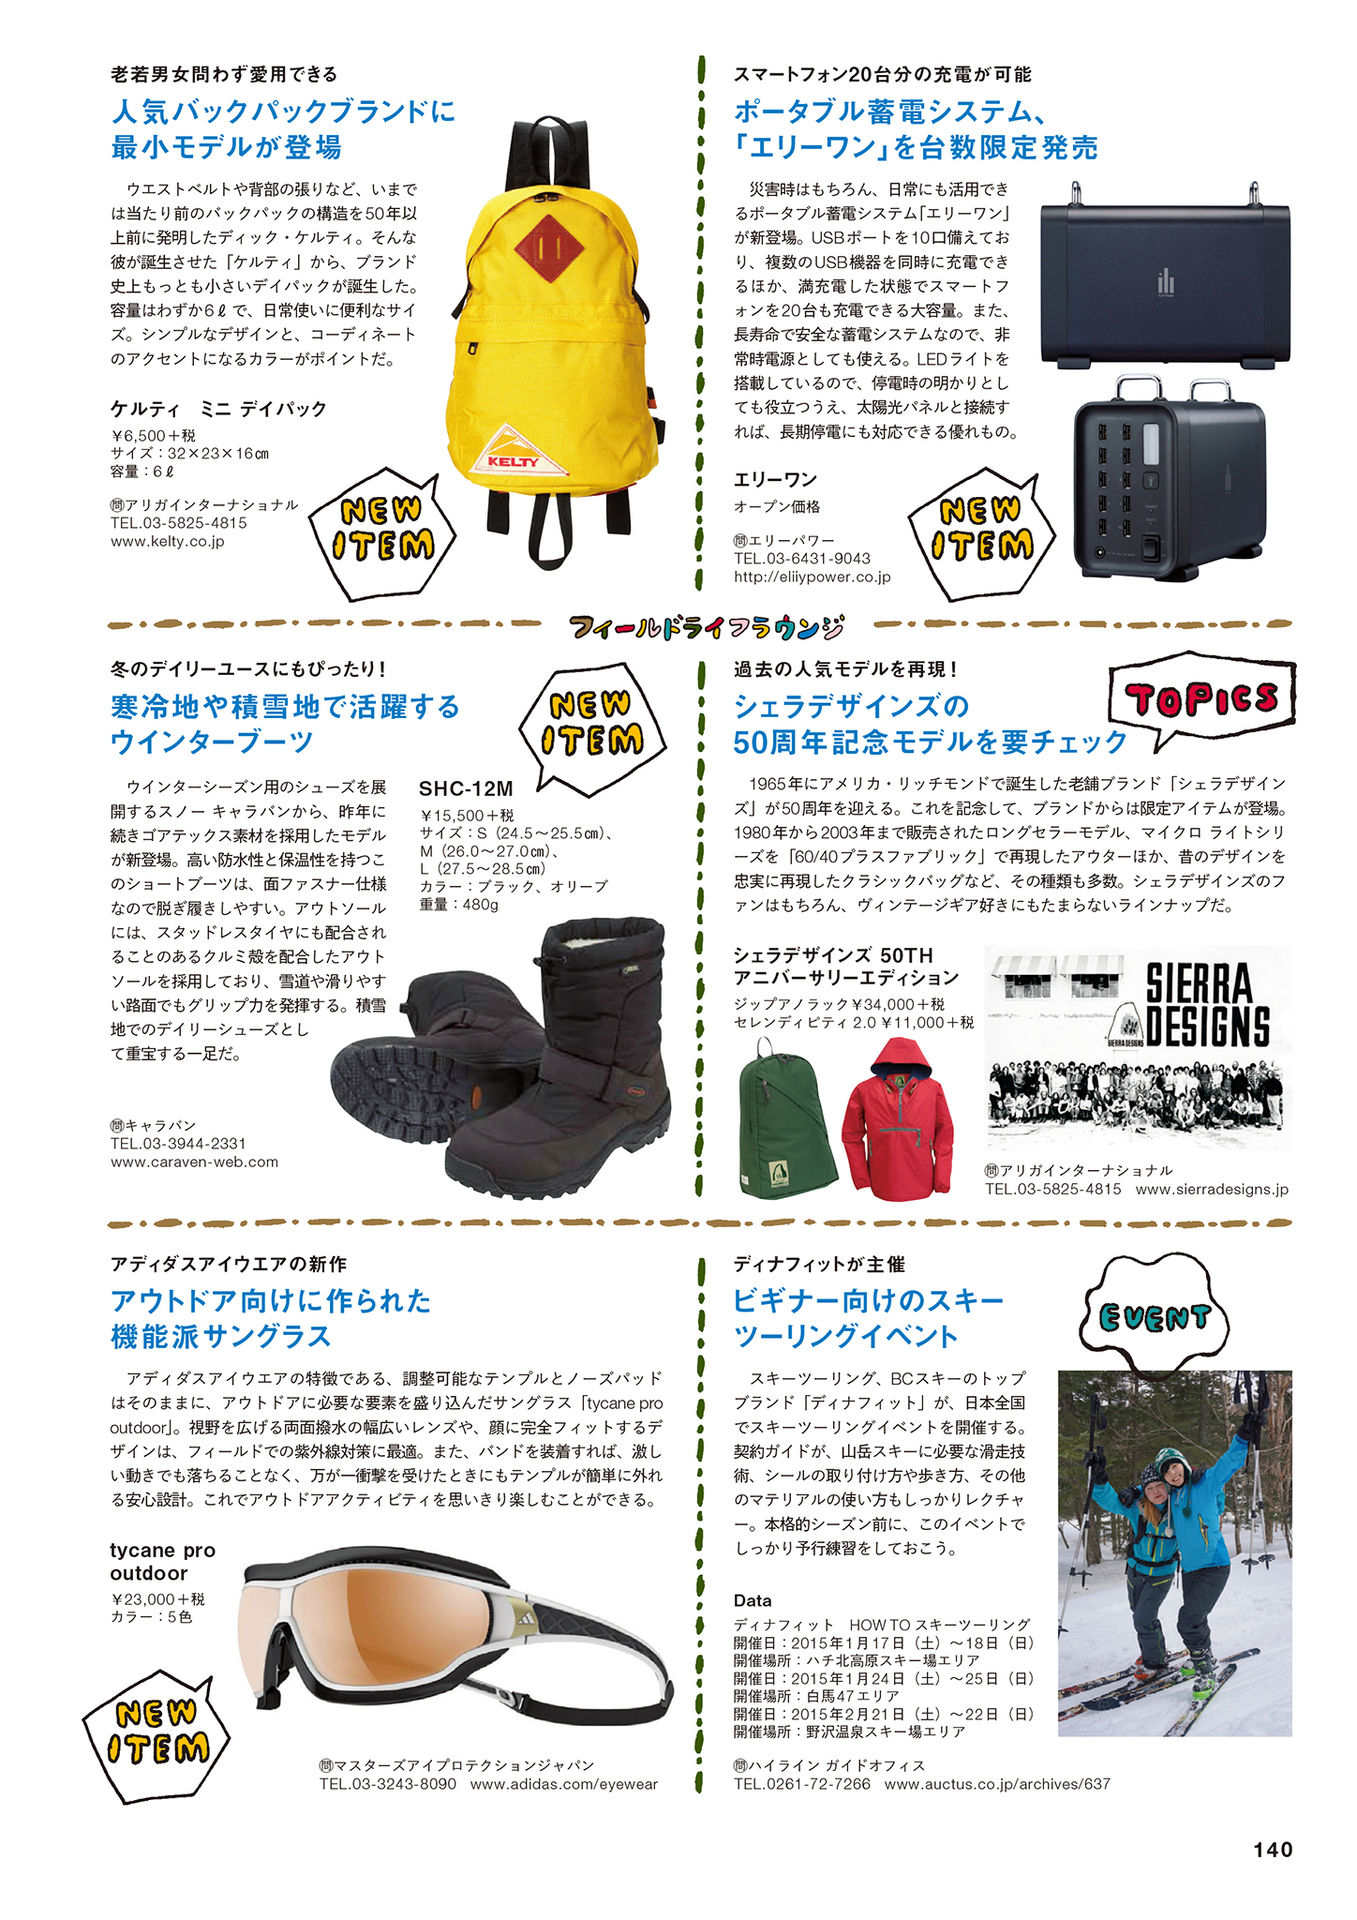 老若男女問わず愛用できる
人気バックパックブランドに
最小モデルが登場
ウエストベルトや背部の張りなど、いまで
は当たり前のバックパックの構造を50年以
上前に発明したディック・ケルティ。そんな
彼が誕生させた「ケルティ」から、ブランド
史上もっとも小さいデイパックが誕生した。
容量はわずか6ℓで、日常使いに便利なサイ
ズ。シンプルなデザインと、コーディネート
のアクセントになるカラーがポイントだ。
ケルティ　ミニ デイパック
￥6,500＋税
サイズ：32×23×16㎝
容量：6ℓ
㉄アリガインターナショナル
TEL.03-5825-4815
www.kelty.co.jp
NEW
ITEM
KELTY
スマートフォン20台分の充電が可能
ポータブル蓄電システム、
「エリーワン」を台数限定発売
災害時はもちろん、日常にも活用でき
るポータブル蓄電システム「エリーワン」
が新登場。USBポートを10口備えてお
り、複数のUSB機器を同時に充電でき
るほか、満充電した状態でスマートフ
ォンを20台も充電できる大容量。また、
長寿命で安全な蓄電システムなので、非
常時電源としても使える。LEDライトを
搭載しているので、停電時の明かりとし
ても役立つうえ、太陽光パネルと接続す
れば、長期停電にも対応できる優れもの。
エリーワン
オープン価格
㉄エリーパワー
TEL.03-6431-9043
http://eliiypower.co.jp
NEW
ITEM
フィールドライフラウンジ
冬のデイリーユースにもぴったり！
寒冷地や積雪地で活躍する
ウインターブーツ
NEW
ITEM
ウインターシーズン用のシューズを展
開するスノー キャラバンから、昨年に
続きゴアテックス素材を採用したモデル
が新登場。高い防水性と保温性を持つこ
のショートブーツは、面ファスナー仕様
なので脱ぎ履きしやすい。アウトソール
には、スタッドレスタイヤにも配合され
ることのあるクルミ殻を配合したアウト
ソールを採用しており、雪道や滑りやす
い路面でもグリップ力を発揮する。積雪
地でのデイリーシューズとし
て重宝する一足だ。
SHC-12M
￥15,500＋税
サイズ：S（24.5〜25.5㎝）、
M（26.0〜27.0㎝）、
L（27.5〜28.5㎝）
カラー：ブラック、オリーブ
重量：480g
㉄キャラバン
TEL.03-3944-2331
www.caraven-web.com
過去の人気モデルを再現！
シェラデザインズの
50周年記念モデルを要チェック
TOPICS
1965年にアメリカ・リッチモンドで誕生した老舗ブランド「シェラデザイン
ズ」が50周年を迎える。これを記念して、ブランドからは限定アイテムが登場。
1980年から2003年まで販売されたロングセラーモデル、マイクロ ライトシリ
ーズを「60/40プラスファブリック」で再現したアウターほか、昔のデザインを
忠実に再現したクラシックバッグなど、その種類も多数。シェラデザインズのフ
ァンはもちろん、ヴィンテージギア好きにもたまらないラインナップだ。
シェラデザインズ 50TH
アニバーサリーエディション
ジップアノラック￥34,000＋税
セレンディピティ 2.0 ￥11,000＋税
SIERRA
DESIGNS
SIERRA DESIGNS
㉄アリガインターナショナル
TEL.03-5825-4815　www.sierradesigns.jp
アディダスアイウエアの新作
アウトドア向けに作られた
機能派サングラス
アディダスアイウエアの特徴である、調整可能なテンプルとノーズパッド
はそのままに、アウトドアに必要な要素を盛り込んだサングラス「tycane pro
outdoor」。視野を広げる両面撥水の幅広いレンズや、顔に完全フィットするデ
ザインは、フィールドでの紫外線対策に最適。また、バンドを装着すれば、激し
い動きでも落ちることなく、万が一衝撃を受けたときにもテンプルが簡単に外れ
る安心設計。これでアウトドアアクティビティを思いきり楽しむことができる。
tycane pro
outdoor
￥23,000＋税
カラー：5色
NEW
ITEM
㉄マスターズアイプロテクションジャパン
TEL.03-3243-8090　www.adidas.com/eyewear
ディナフィットが主催
ビギナー向けのスキー
ツーリングイベント
EVENT
スキーツーリング、BCスキーのトップ
ブランド「ディナフィット」が、日本全国
でスキーツーリングイベントを開催する。
契約ガイドが、山岳スキーに必要な滑走技
術、シールの取り付け方や歩き方、その他
のマテリアルの使い方もしっかりレクチャ
ー。本格的シーズン前に、このイベントで
しっかり予行練習をしておこう。
Data
ディナフィット　HOW TO スキーツーリング
開催日：2015年1月17日（土）〜18日（日）
開催場所：ハチ北高原スキー場エリア
開催日：2015年1月24日（土）〜25日（日）
開催場所：白馬47エリア
開催日：2015年2月21日（土）〜22日（日）
開催場所：野沢温泉スキー場エリア
㉄ハイライン ガイドオフィス
TEL.0261-72-7266　www.auctus.co.jp/archives/637
140